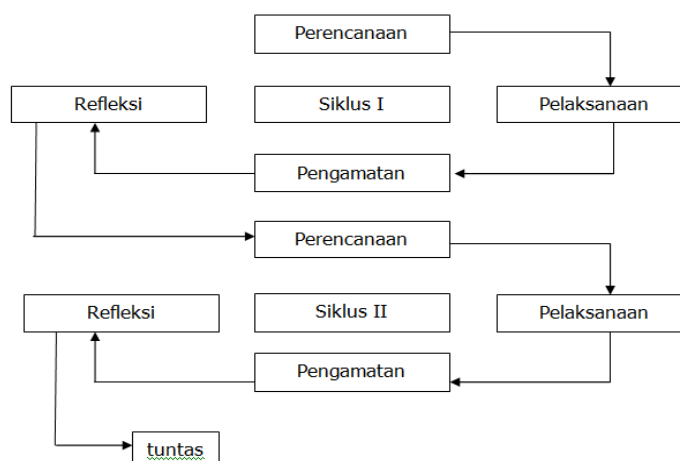 Perencanaan
Refleksi
Siklus I
Pelaksanaan
Pengamatan
Perencanaan
Refleksi
Siklus II
Pelaksanaan
Pengamatan
tuntas